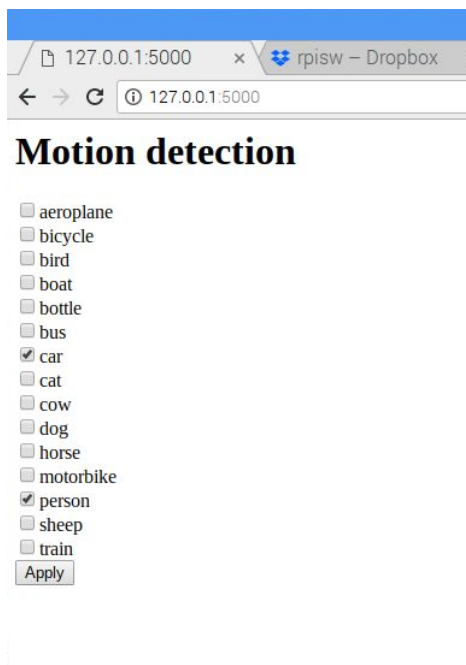 127.0.0.1:5000 rpisw – Dropbox
127.0.0.1:5000
Motion detection
aeroplane
bicycle
bird
boat
bottle
bus
car
cat
cow
dog
horse
motorbike
person
sheep
train
Apply